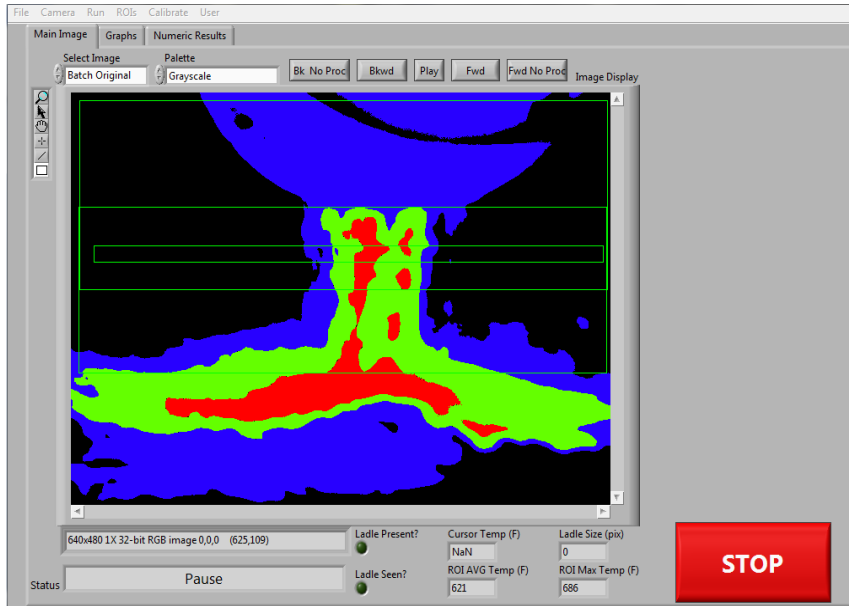 File Camera Run ROIs Calibrate User
Main Image Graphs Numeric Results
Select Image Palette
Batch Original Grayscale Bk No Proc Bkwd Play Fwd Fwd No Proc Image Display
640x480 1X 32-bit RGB image 0,0,0 (625,109)
Ladle Present? Cursor Temp (F) Ladle Size (pix)
NaN 0
Status Pause
Ladle Seen? ROI AVG Temp (F) ROI Max Temp (F)
621 686
STOP